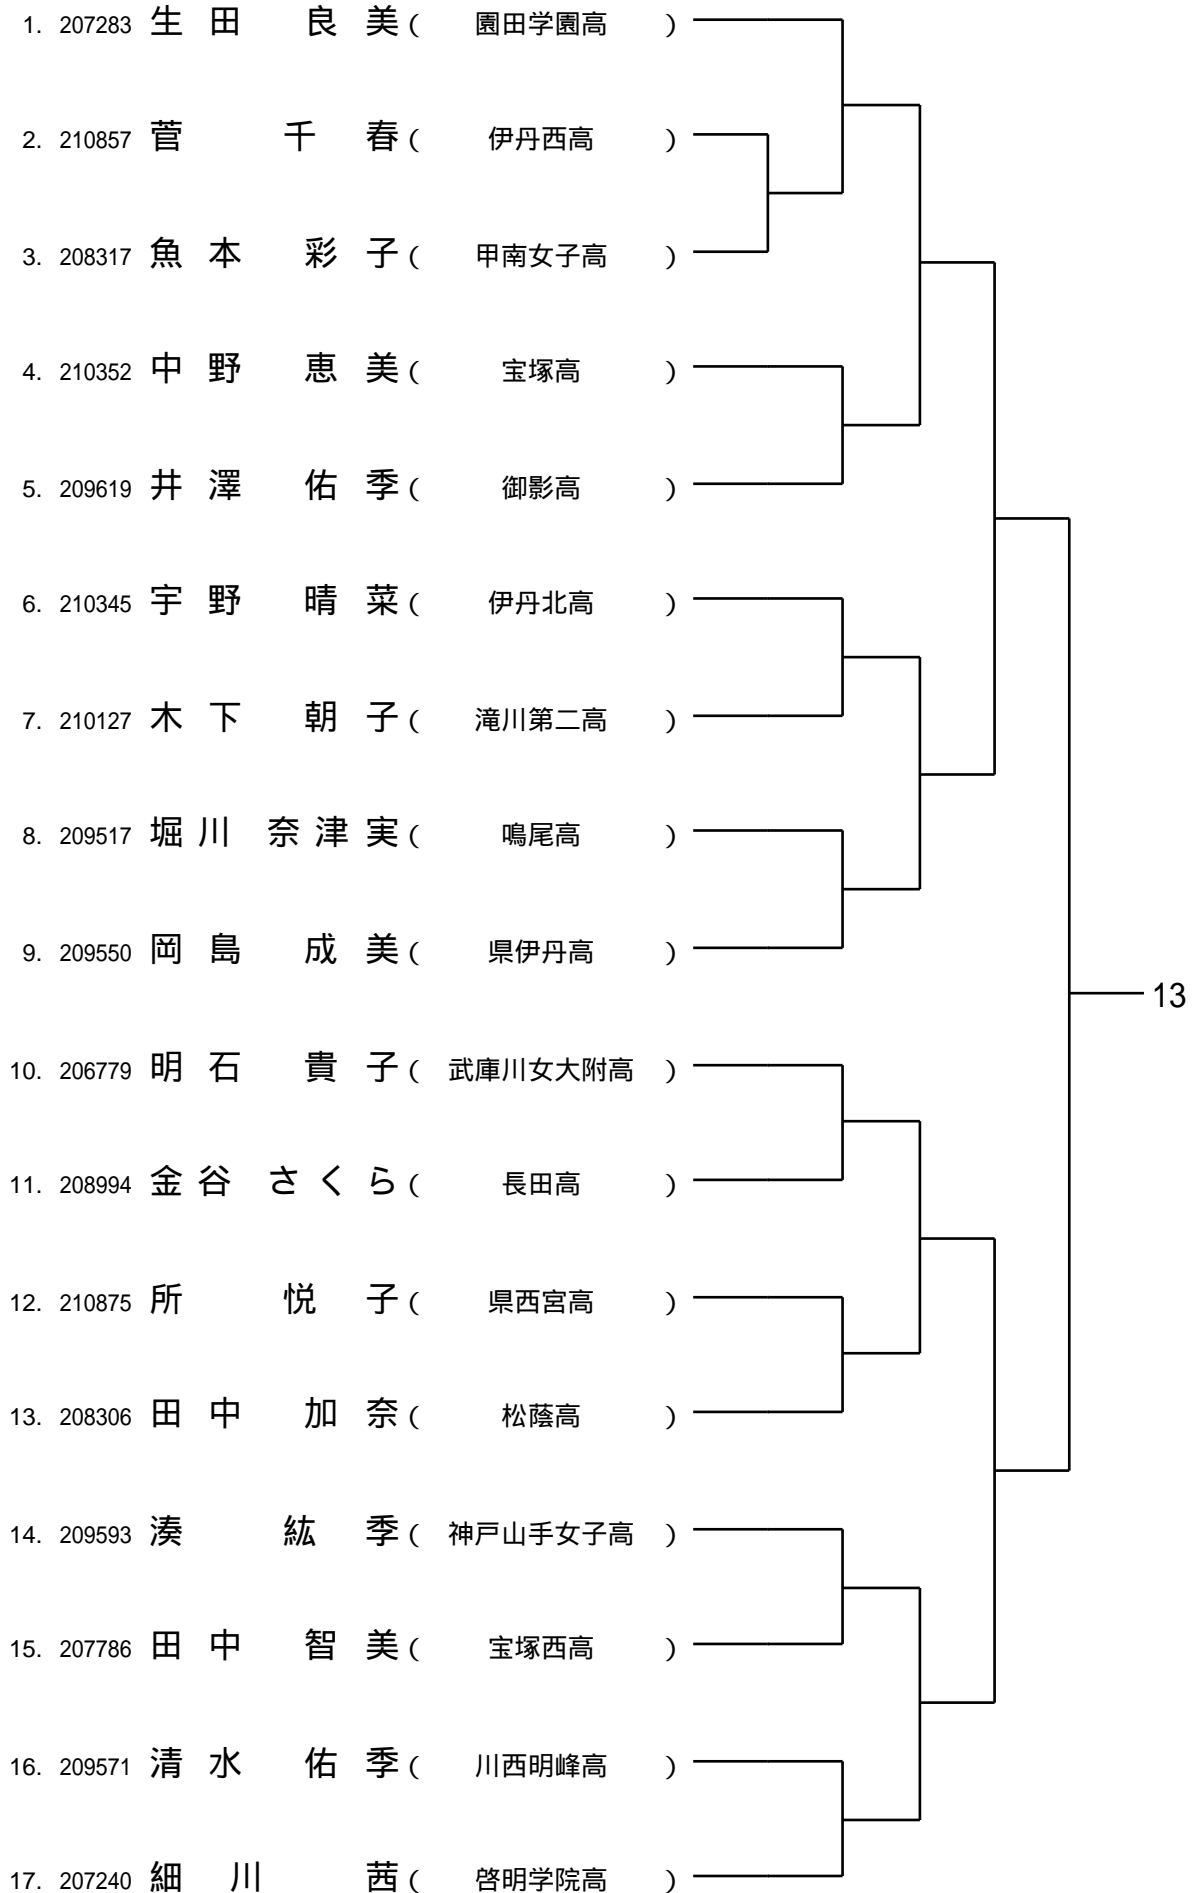 1. 207283 生田 良美 ( 園田学園高 )
2. 210857 菅 千春 ( 伊丹西高 )
3. 208317 魚本 彩子 ( 甲南女子高 )
4. 210352 中野 恵美 ( 宝塚高 )
5. 209619 井澤 佑季 ( 御影高 )
6. 210345 宇野 晴菜 ( 伊丹北高 )
7. 210127 木下 朝子 ( 滝川第二高 )
8. 209517 堀川 奈津実 ( 鳴尾高 )
9. 209550 岡島 成美 ( 県伊丹高 )
13
10. 206779 明石 貴子 ( 武庫川女大附高 )
11. 208994 金谷 さくら ( 長田高 )
12. 210875 所 悦子 ( 県西宮高 )
13. 208306 田中 加奈 ( 松蔭高 )
14. 209593 湊 紘季 ( 神戸山手女子高 )
15. 207786 田中 智美 ( 宝塚西高 )
16. 209571 清水 佑季 ( 川西明峰高 )
17. 207240 細川 茜 ( 啓明学院高 )